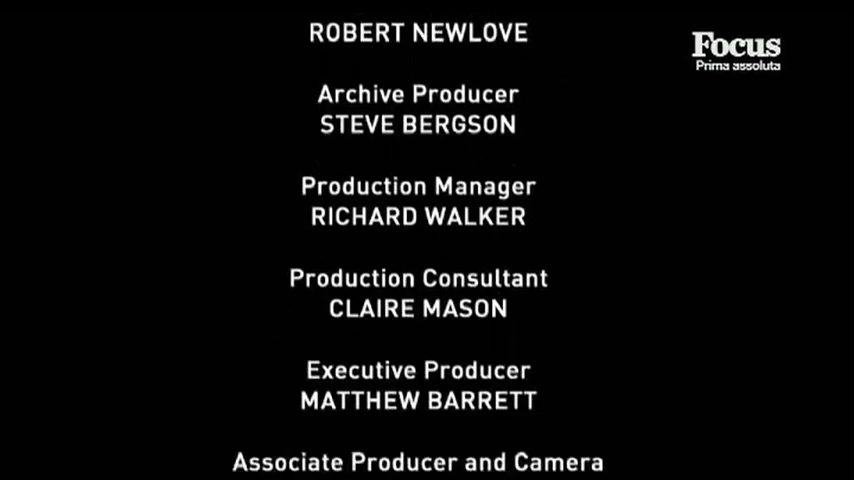 ROBERT NEWLOVE
Focus
Prima assoluta
Archive Producer
STEVE BERGSON
Production Manager
RICHARD WALKER
Production Consultant
CLAIRE MASON
Executive Producer
MATTHEW BARRETT
Associate Producer and Camera